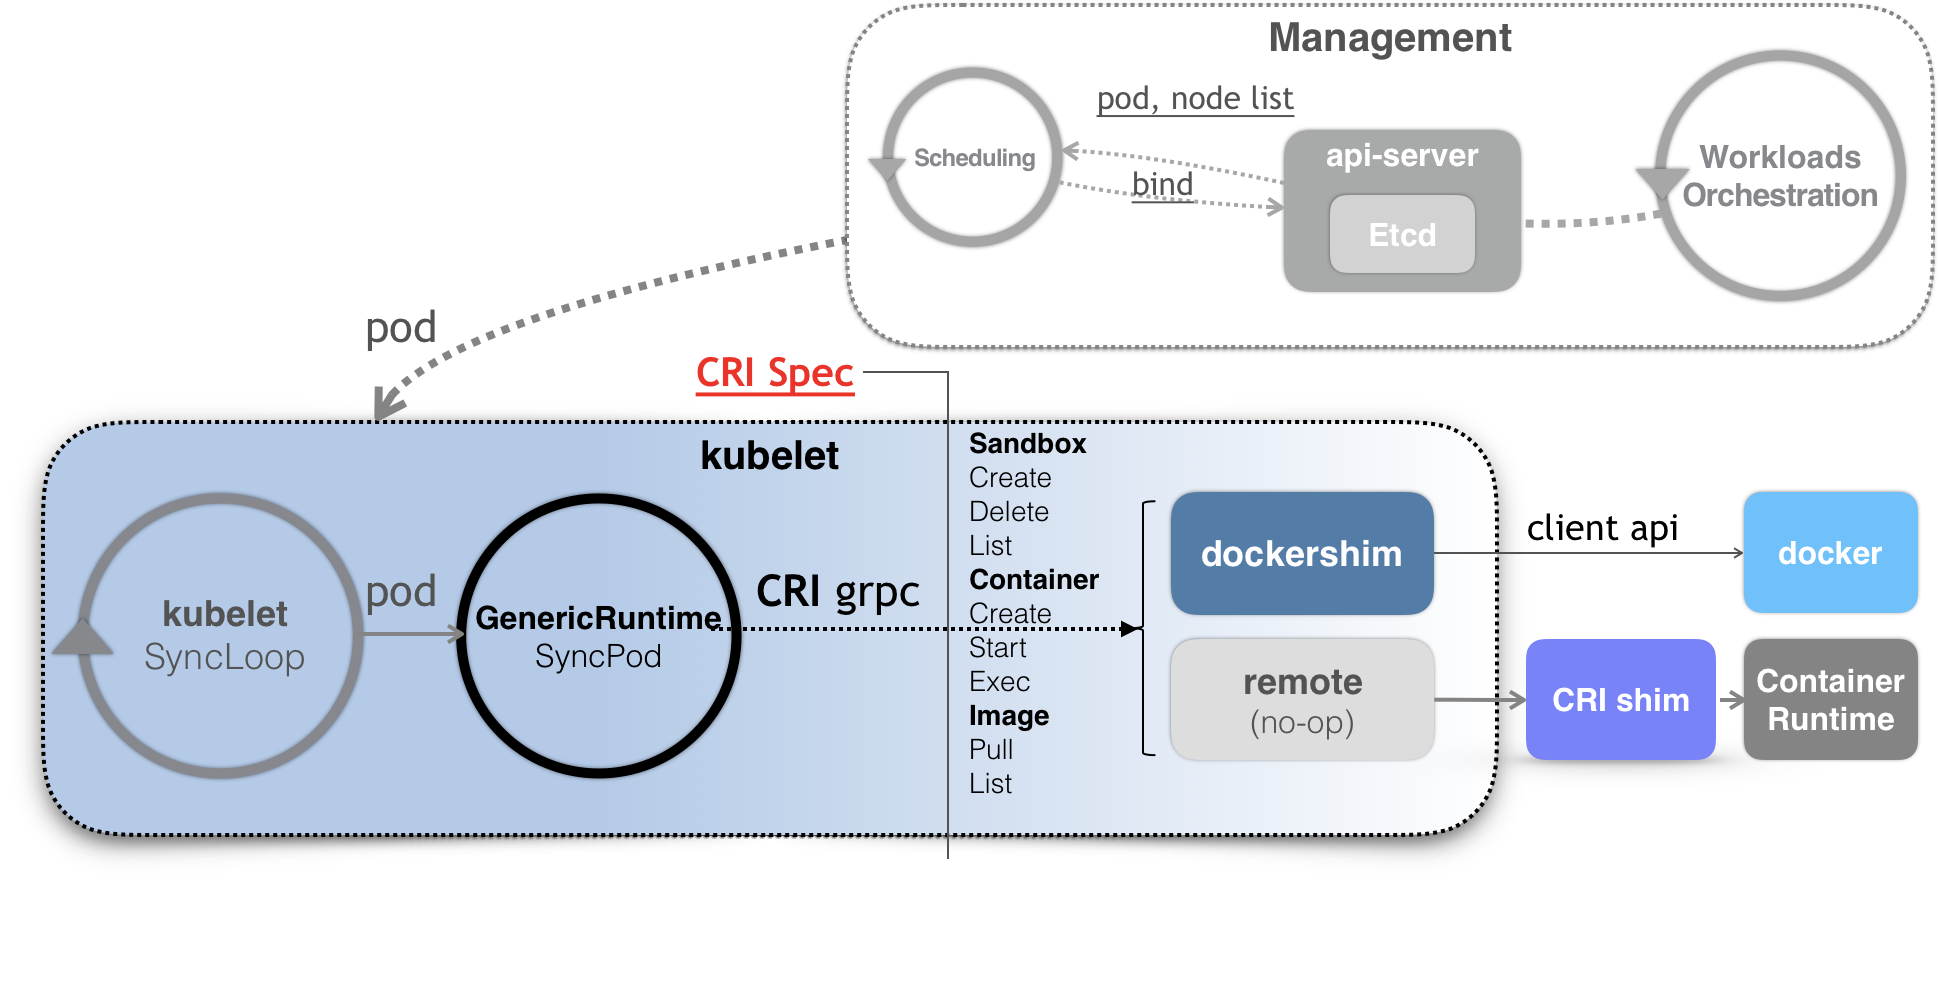 Management
pod, node list
Scheduling
bind
api-server
Etcd
Workloads
Orchestration
pod
CRI Spec
kubelet
kubelet
SyncLoop
pod
GenericRuntime
SyncPod
CRI grpc
Sandbox
Create
Delete
List
Container
Create
Start
Exec
Image
Pull
List
dockershim
client api
docker
remote
(no-op)
CRI shim
Container
Runtime